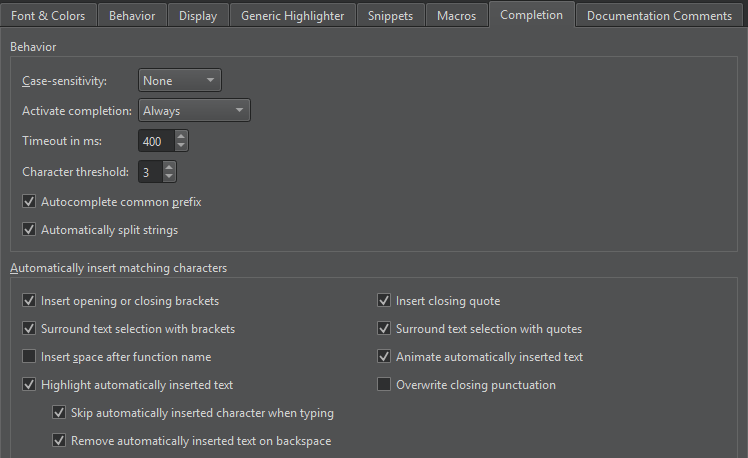 Font & Colors Behavior Display Generic Highlighter Snippets Macros Completion Documentation Comments
Behavior
Case-sensitivity: None
Activate completion: Always
Timeout in ms: 400
Character threshold: 3
Autocomplete common prefix
Automatically split strings
Automatically insert matching characters
Insert opening or closing brackets Insert closing quote
Surround text selection with brackets Surround text selection with quotes
Insert space after function name Animate automatically inserted text
Highlight automatically inserted text Overwrite closing punctuation
Skip automatically inserted character when typing
Remove automatically inserted text on backspace